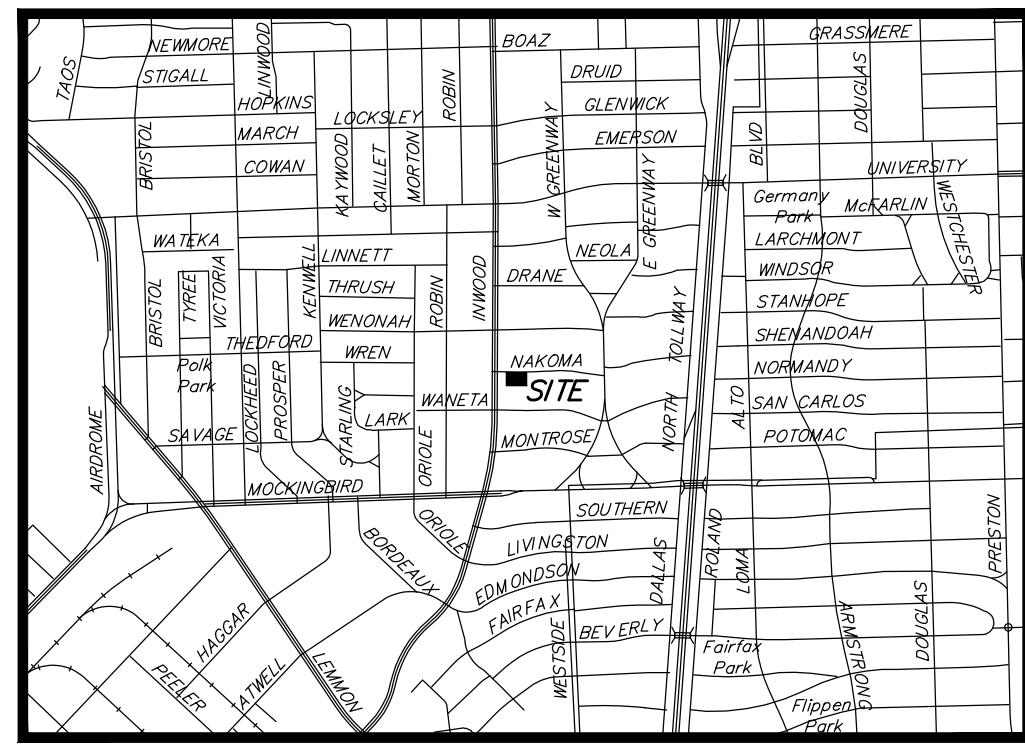 BOAZ
GRASSMERE
NEWMORE
LINWOOD
TAOS
STIGALL
DRUID
ROBIN
DOUGLAS
HOPKINS
LOCKSLEY
GLENWICK
MARCH
EMERSON
BLVD
BRISTOL
COWAN
KAYWOOD
CAILLET
MORTON
W GREENWAY
E GREENWAY
UNIVERSITY
Germany
Park
McFARLIN
WESTCHESTER
WATEKA
LINNETT
NEOLA
LARCHMONT
KENWELL
DRANE
WINDSOR
BRISTOL
TYREE
VICTORIA
THRUSH
ROBIN
INWOOD
STANHOPE
WENONAH
TOLLWAY
SHENANDOAH
THEDFORD
WREN
NAKOMA
NORMANDY
Polk
Park
LOCKHEED
PROSPER
SITE
WANETA
ALTO
SAN CARLOS
STARLING
LARK
NORTH
AIRDROME
SAVAGE
ORIOLE
MONTROSE
POTOMAC
MOCKINGBIRD
SOUTHERN
ORIOLE
ROLAND
PRESTON
LIVINGSTON
BORDEAUX
EDMONDSON
DALLAS
LOMA
FAIRFAX
HAGGAR
BEVERLY
ARMSTRONG
DOUGLAS
WESTSIDE
Fairfax
Park
PEELER
ATWELL
LEMMON
Flippen
Park